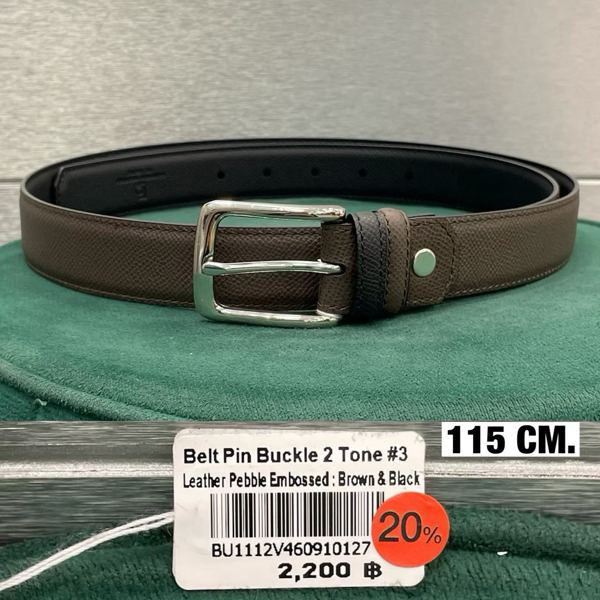 115 CM.
Belt Pin Buckle 2 Tone #3
Leather Pebble Embossed : Brown & Black
20%
BU1112V460910127
2,200 ฿